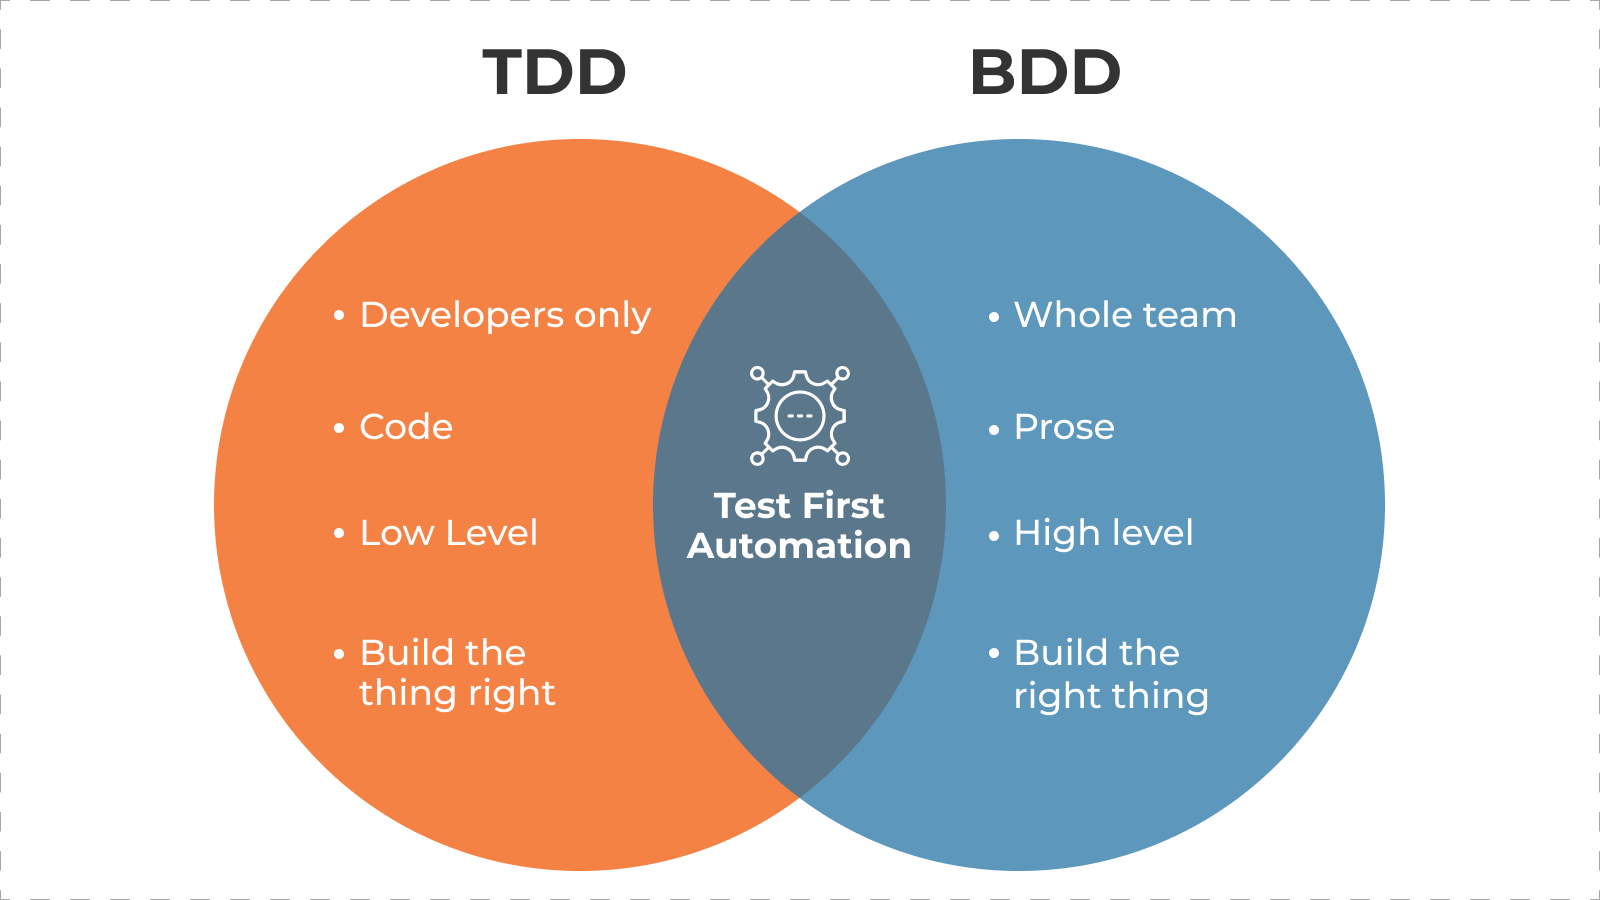 TDD
BDD
• Developers only
• Code
• Low Level
• Build the
thing right
Test First
Automation
• Whole team
• Prose
• High level
• Build the
right thing